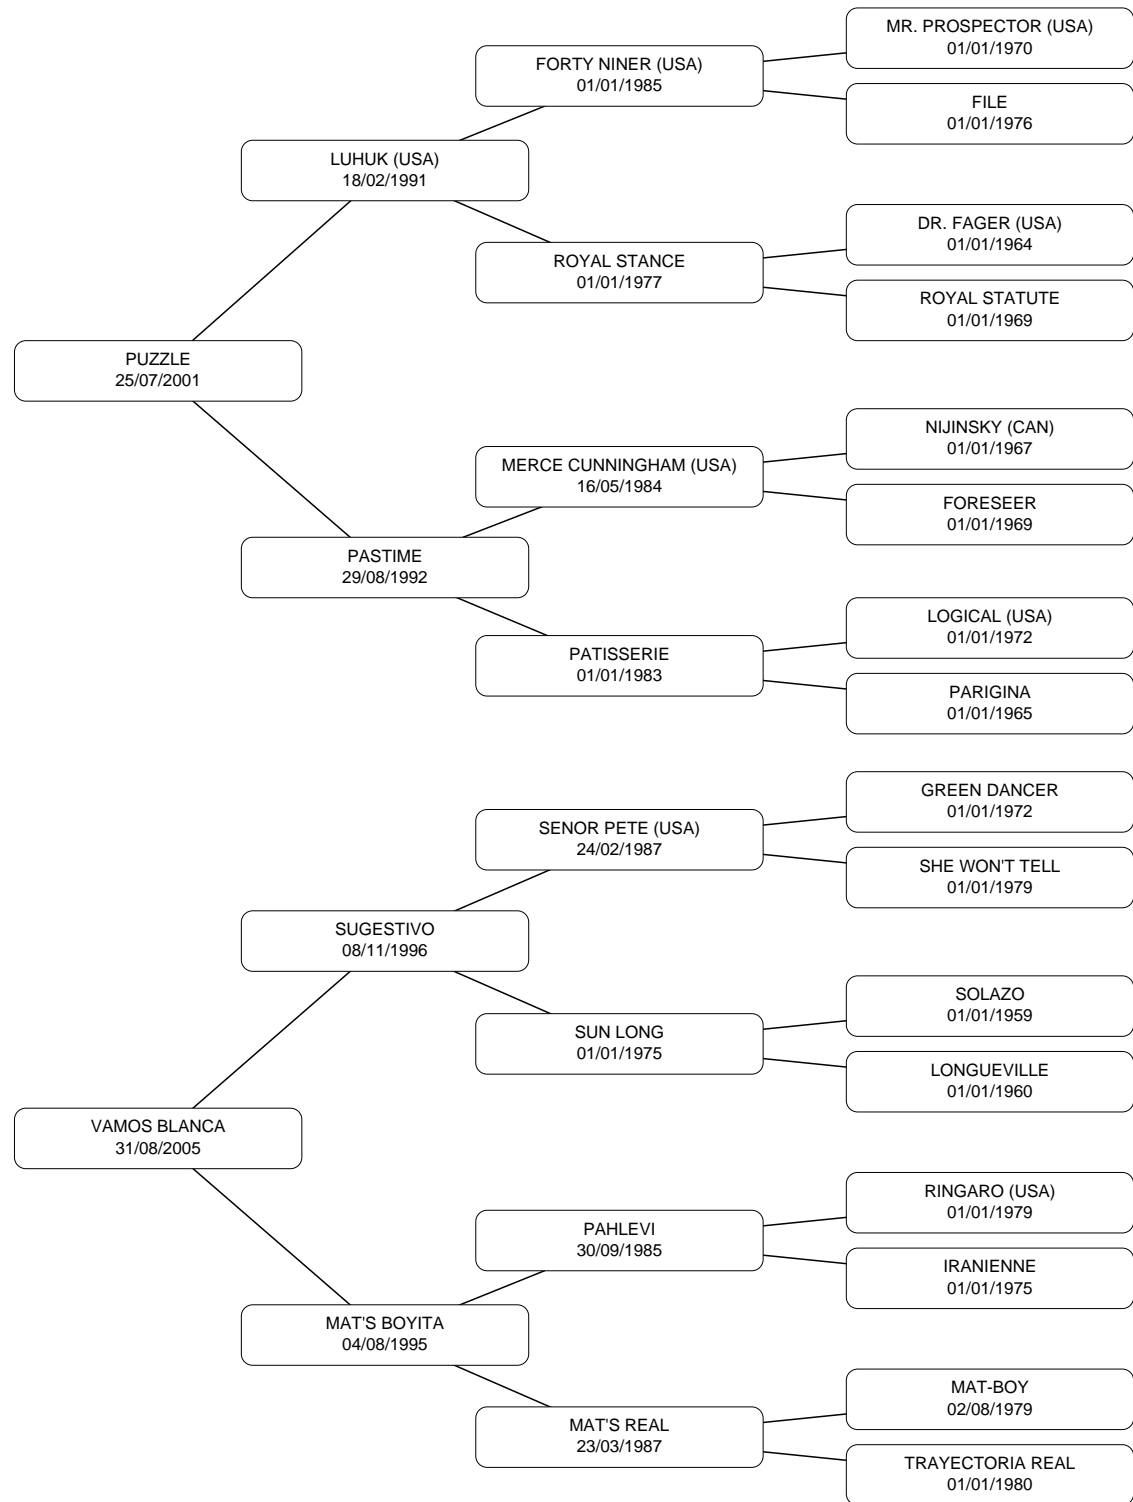 MR. PROSPECTOR (USA)
01/01/1970
FORTY NINER (USA)
01/01/1985
FILE
01/01/1976
LUHUK (USA)
18/02/1991
DR. FAGER (USA)
01/01/1964
ROYAL STANCE
01/01/1977
ROYAL STATUTE
01/01/1969
PUZZLE
25/07/2001
NIJINSKY (CAN)
01/01/1967
MERCE CUNNINGHAM (USA)
16/05/1984
FORESEER
01/01/1969
PASTIME
29/08/1992
LOGICAL (USA)
01/01/1972
PATISSERIE
01/01/1983
PARIGINA
01/01/1965
GREEN DANCER
01/01/1972
SENOR PETE (USA)
24/02/1987
SHE WON'T TELL
01/01/1979
SUGESTIVO
08/11/1996
SOLAZO
01/01/1959
SUN LONG
01/01/1975
LONGUEVILLE
01/01/1960
VAMOS BLANCA
31/08/2005
RINGARO (USA)
01/01/1979
PAHLEVI
30/09/1985
IRANIENNE
01/01/1975
MAT'S BOYITA
04/08/1995
MAT-BOY
02/08/1979
MAT'S REAL
23/03/1987
TRAYECTORIA REAL
01/01/1980